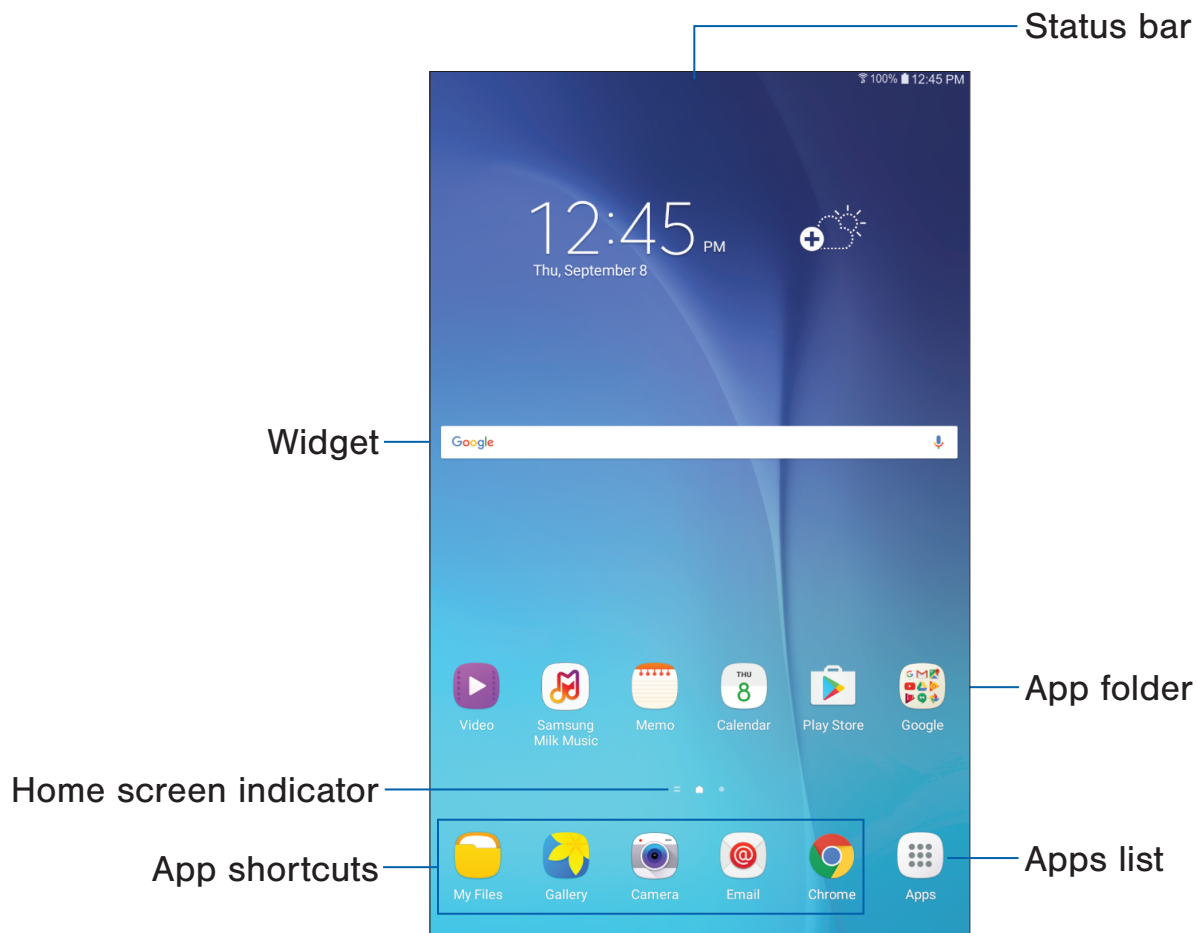 Status bar
100% 12:45 PM
12:45 PM
Thu, September 8
Widget
Google
THU
8
Video
Samsung
Milk Music
Memo
Calendar
Play Store
Google
App folder
Home screen indicator
App shortcuts
@
My Files
Gallery
Camera
Email
Chrome
Apps
Apps list